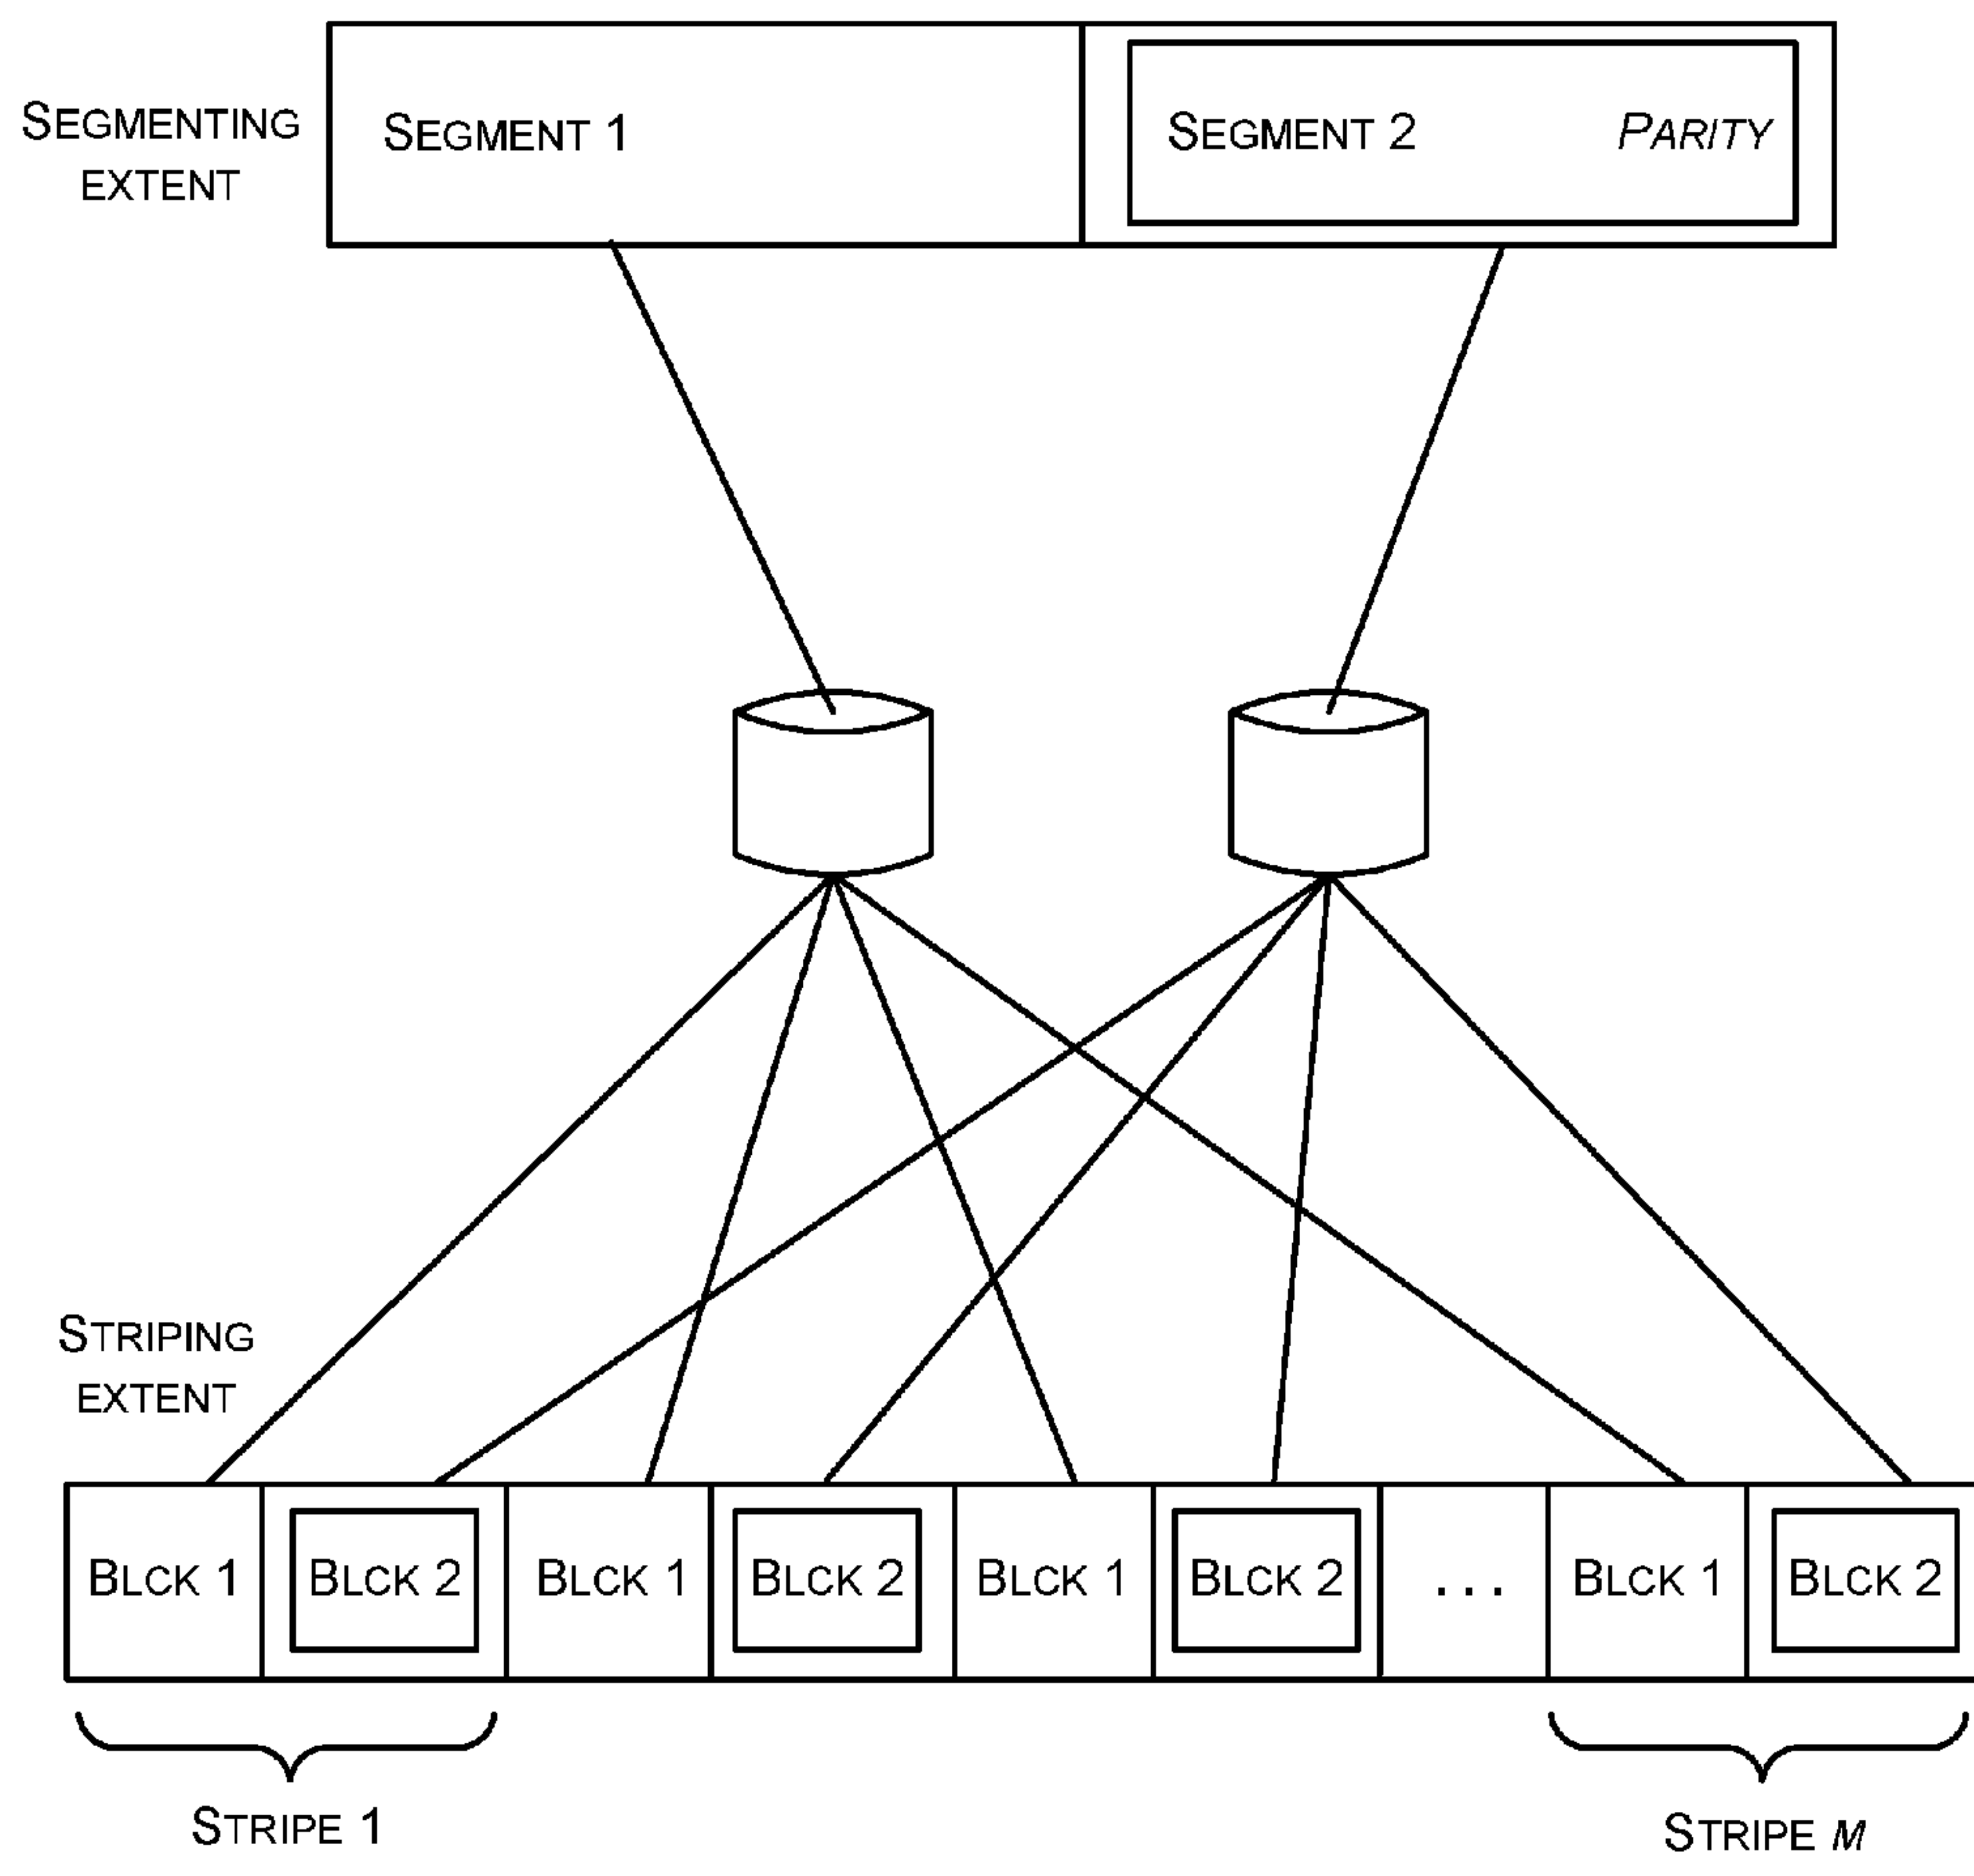 SEGMENTING
EXTENT
SEGMENT 1
SEGMENT 2
PARITY
STRIPING
EXTENT
BLCK 1
BLCK 2
BLCK 1
BLCK 2
BLCK 1
BLCK 2
...
BLCK 1
BLCK 2
STRIPE 1
STRIPE M